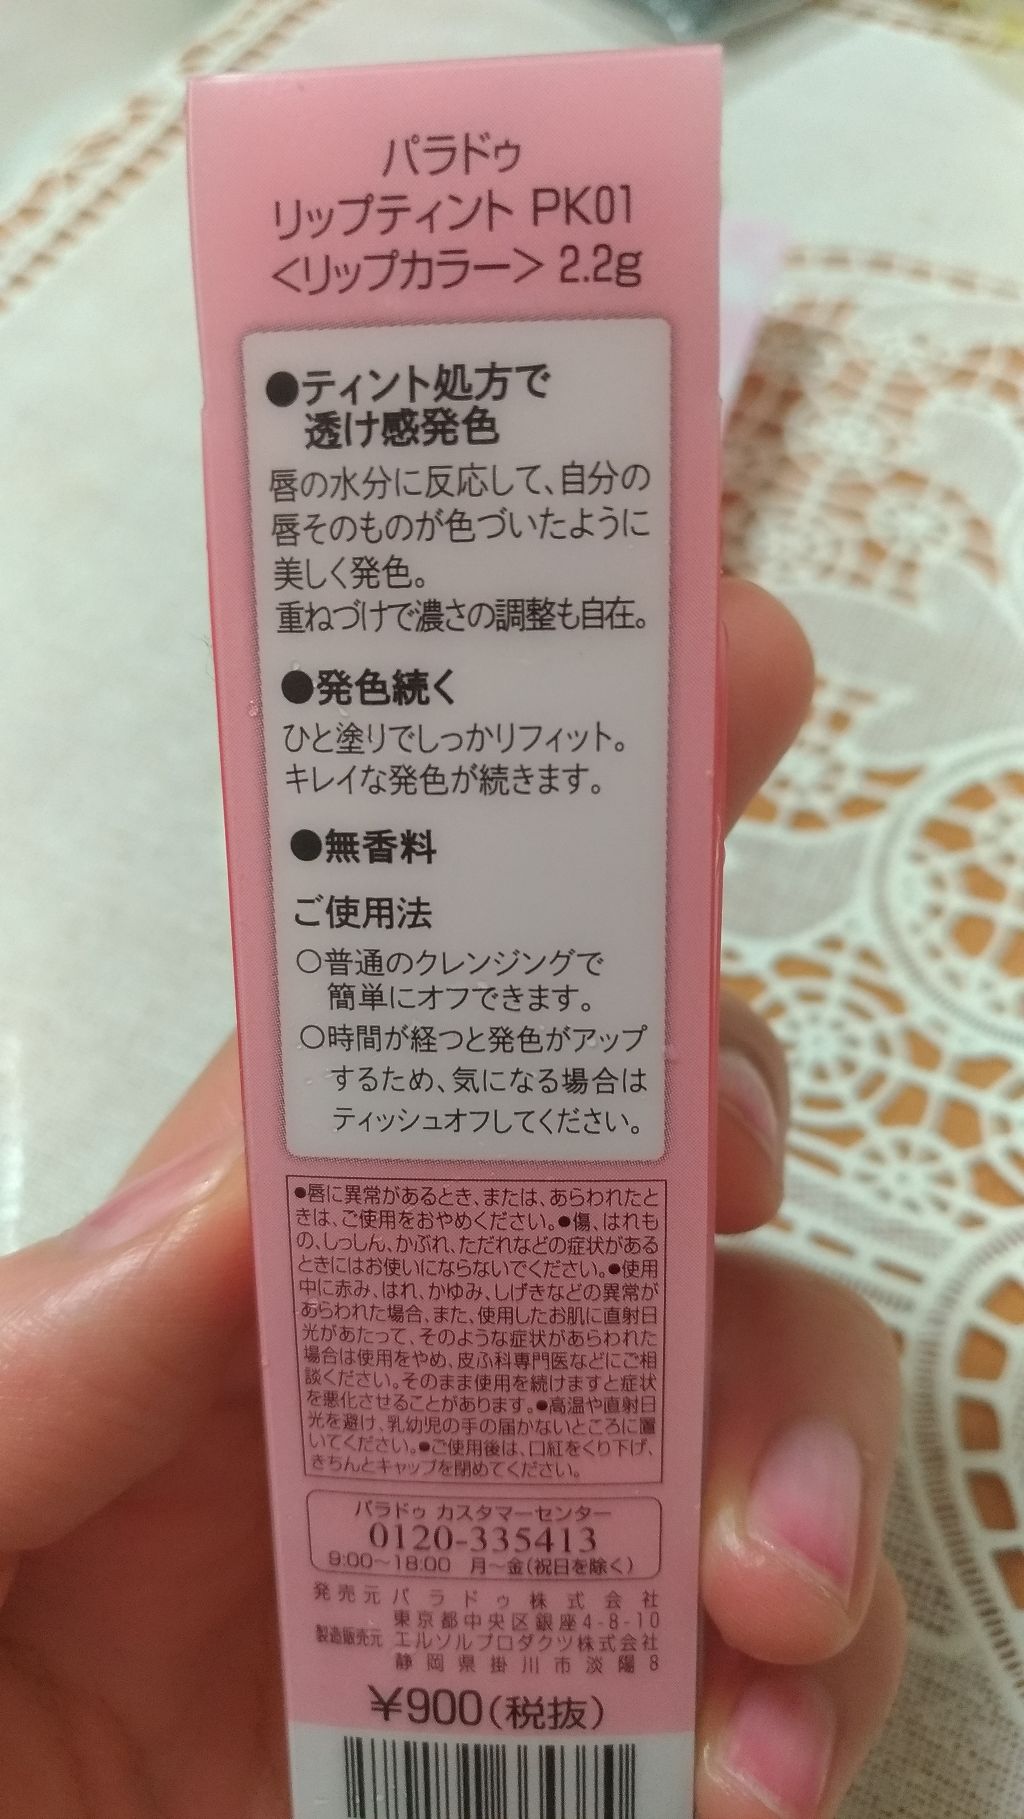 パラドゥ
リップティント PK01
<リップカラー> 2.2g
●ティント処方で
透け感発色
唇の水分に反応して、自分の
唇そのものが色づいたように
美しく発色。
重ねづけで濃さの調整も自在。
●発色続く
ひと塗りでしっかりフィット。
キレイな発色が続きます。
●無香料
ご使用法
○普通のクレンジングで
簡単にオフできます。
○時間が経つと発色がアップ
するため、気になる場合は
ティッシュオフしてください。
●唇に異常があるとき、または、あらわれたと
きは、ご使用をおやめください。●傷、はれも
の、しっしん、かぶれ、ただれなどの症状がある
ときにはお使いにならないでください。●使用
中に赤み、はれ、かゆみ、しげきなどの異常が
あらわれた場合、また、使用したお肌に直射日
光があたって、そのような症状があらわれた
場合は使用をやめ、皮ふ科専門医などにご相
談ください。そのまま使用を続けますと症状
を悪化させることがあります。●高温や直射日
光を避け、乳幼児の手の届かないところに置
いてください。●ご使用後は、口紅をくり下げ、
きちんとキャップを閉めてください。
パラドゥ カスタマーセンター
0120-335413
9:00~18:00 月~金(祝日を除く)
発売元 パラドゥ株式会社
東京都中央区銀座4-8-10
製造販売元 エルソルプロダクツ株式会社
静岡県掛川市淡陽8
¥900(税抜)